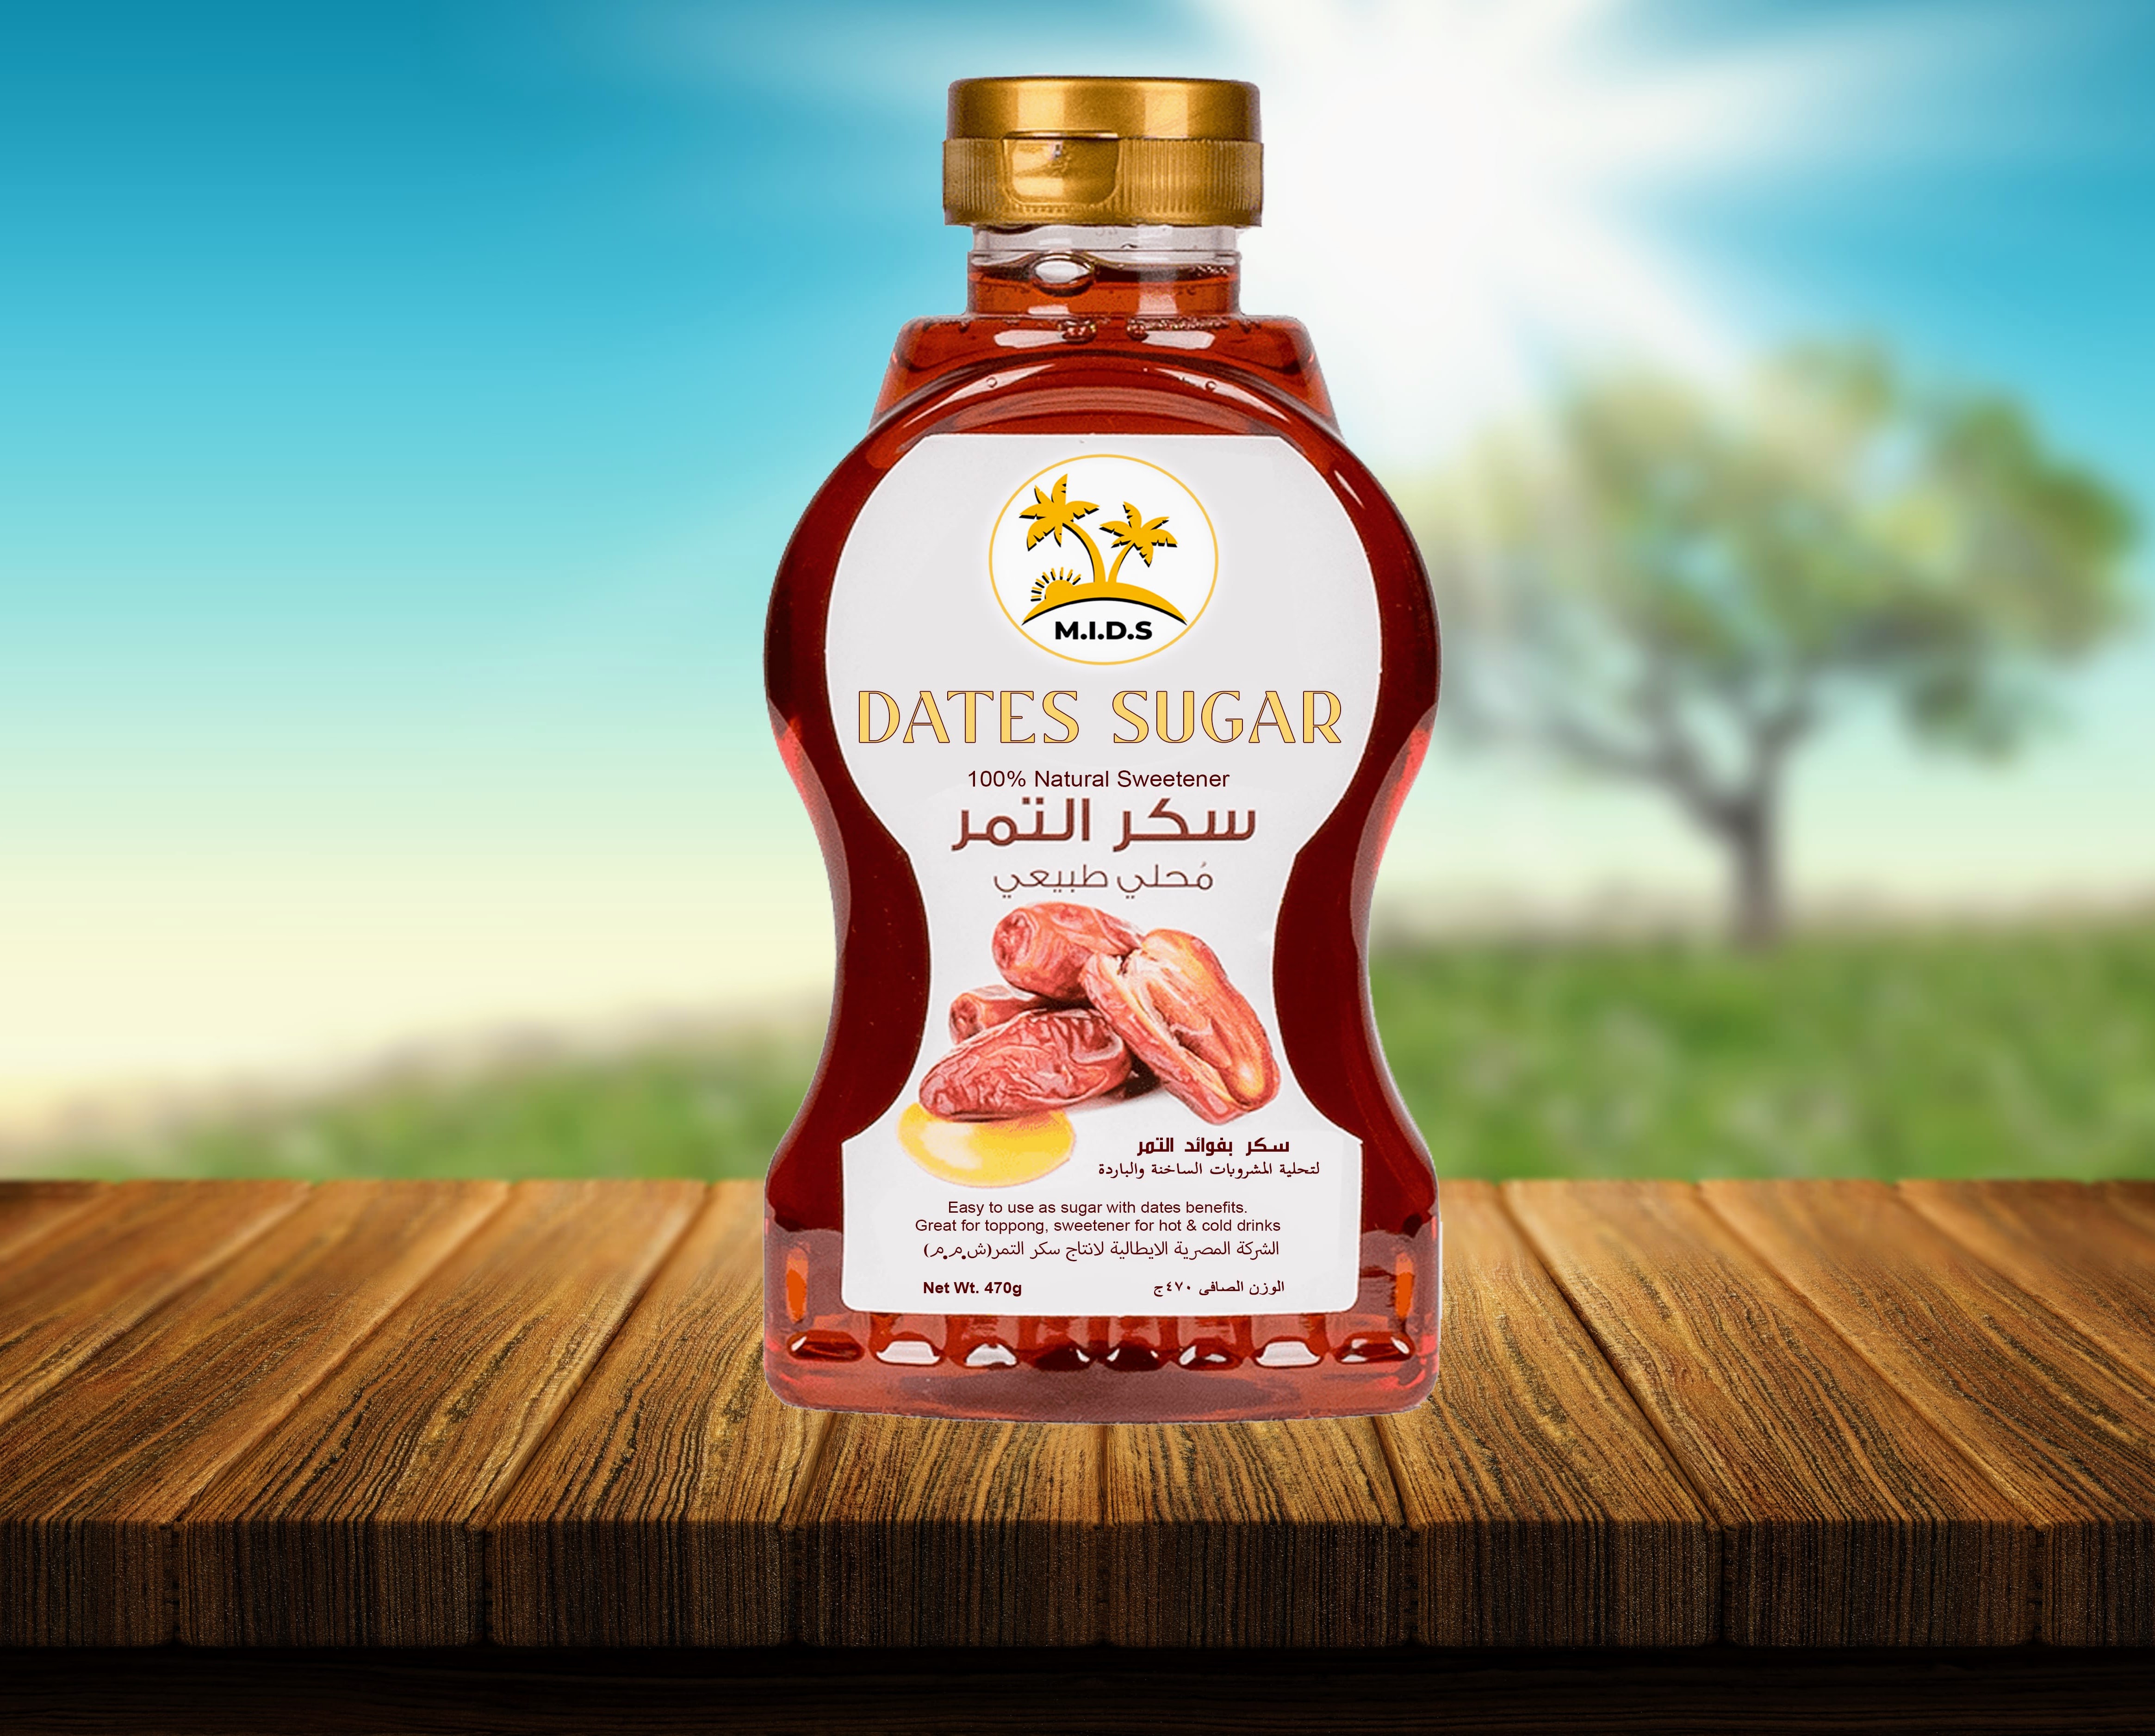 M.I.D.S
DATES SUGAR
100% Natural Sweetener
سكر التمر
مُحلي طبيعي
سكر بفوائد التمر
لتحلية المشروبات الساخنة والباردة
Easy to use as sugar with dates benefits.
Great for toppong, sweetener for hot & cold drinks
الشركة المصرية الايطالية لانتاج سكر التمر(ش.م.م)
Net Wt. 470g
الوزن الصافى ٤٧٠ج